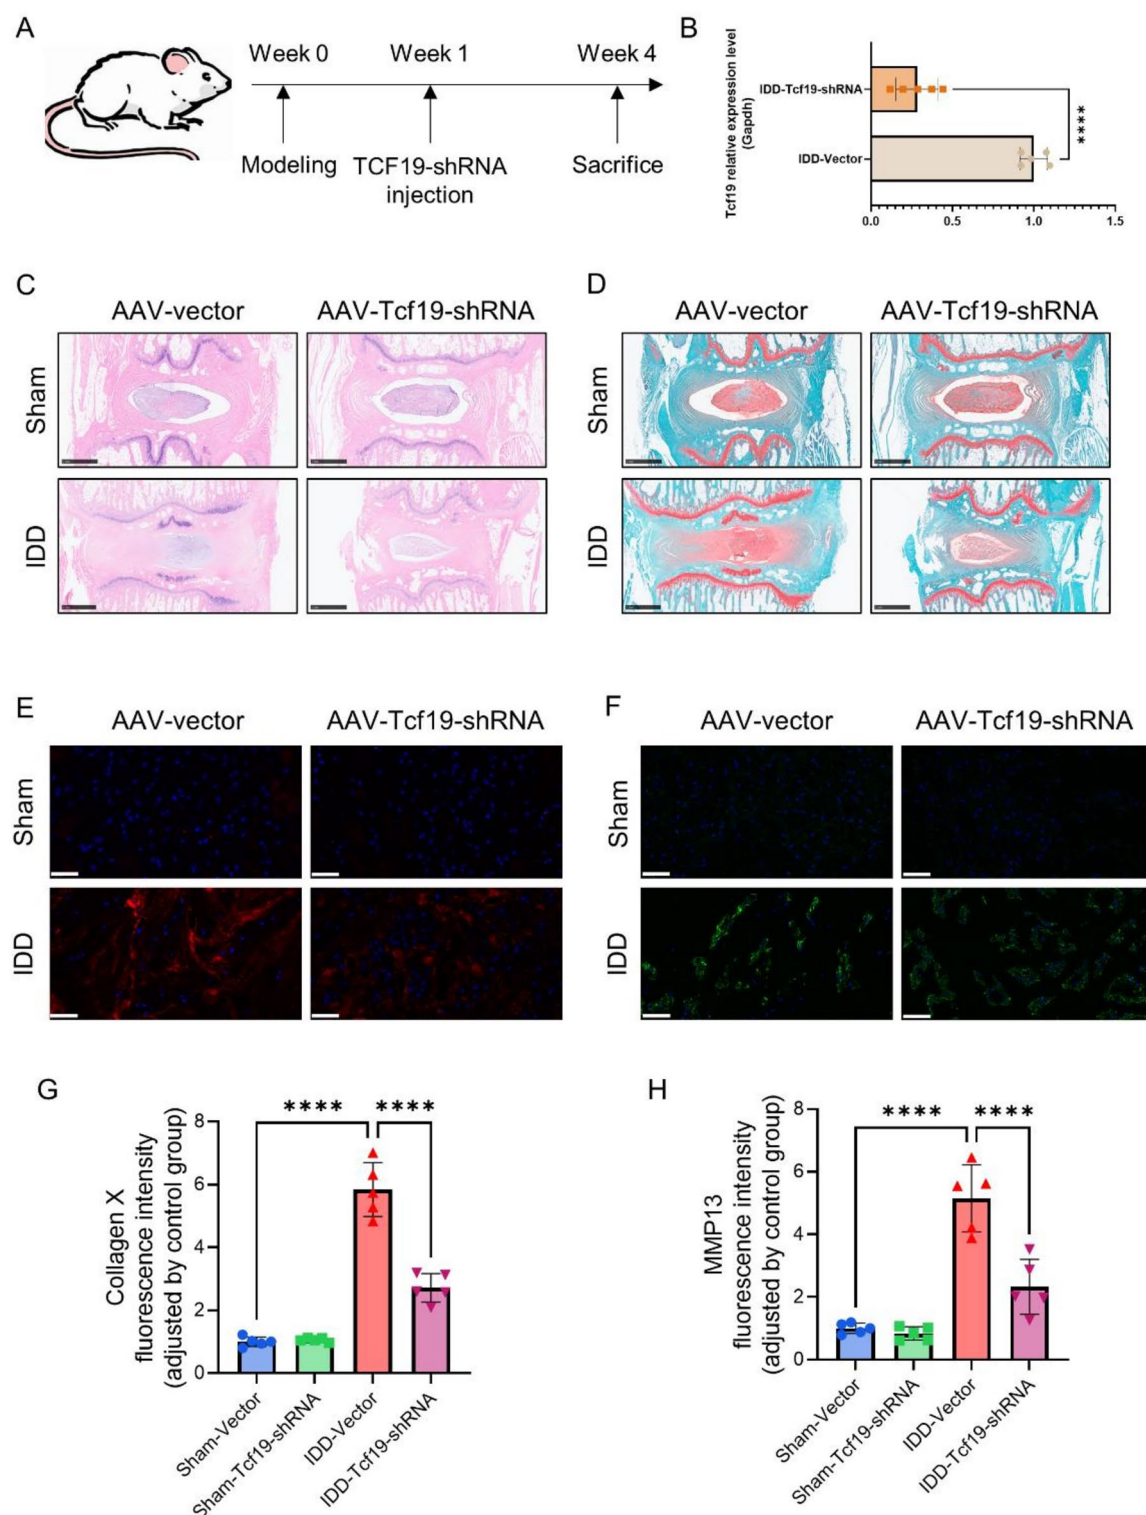 A
Week 0
Week 1
Week 4
Modeling
TCF19-shRNA
injection
Sacrifice
B
Tcf19 relative expression level
(Gapdh)
IDD-Tcf19-shRNA
IDD-Vector
****
0.0
0.5
1.0
1.5
C
AAV-vector
AAV-Tcf19-shRNA
Sham
IDD
D
AAV-vector
AAV-Tcf19-shRNA
Sham
IDD
E
AAV-vector
AAV-Tcf19-shRNA
Sham
IDD
F
AAV-vector
AAV-Tcf19-shRNA
Sham
IDD
G
Collagen X
fluorescence intensity
(adjusted by control group)
8
6
4
2
0
****
****
Sham-Vector
Sham-Tcf19-shRNA
IDD-Vector
IDD-Tcf19-shRNA
H
MMP13
fluorescence intensity
(adjusted by control group)
8
6
4
2
0
****
****
Sham-Vector
Sham-Tcf19-shRNA
IDD-Vector
IDD-Tcf19-shRNA